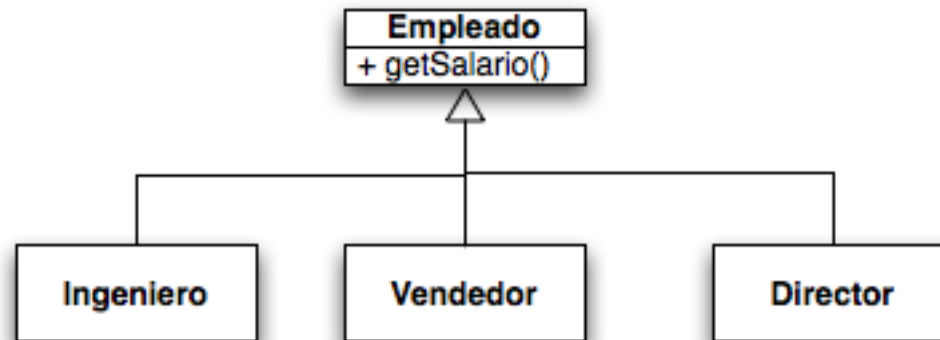 Empleado
+ getSalario()
Ingeniero
Vendedor
Director